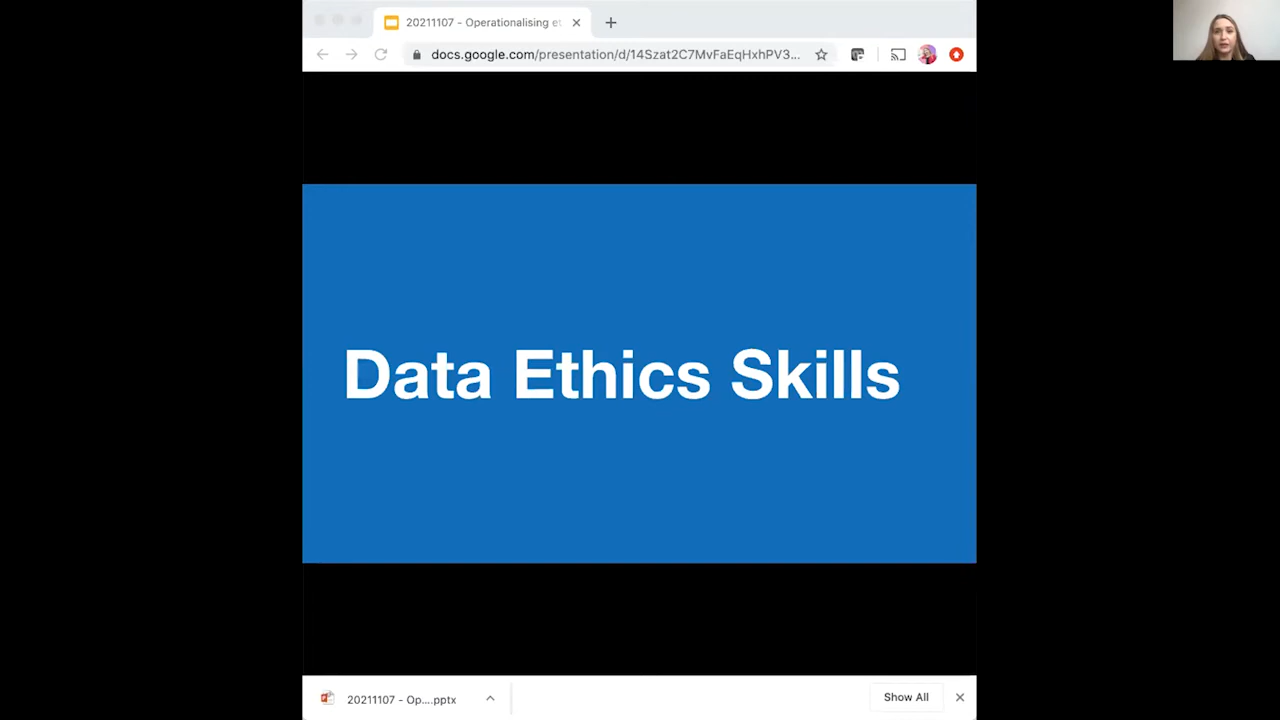 20211107 - Operationalising et
docs.google.com/presentation/d/14Szat2C7MvFaEqHxhPV3...
Data Ethics Skills
20211107 - Op....pptx
Show All